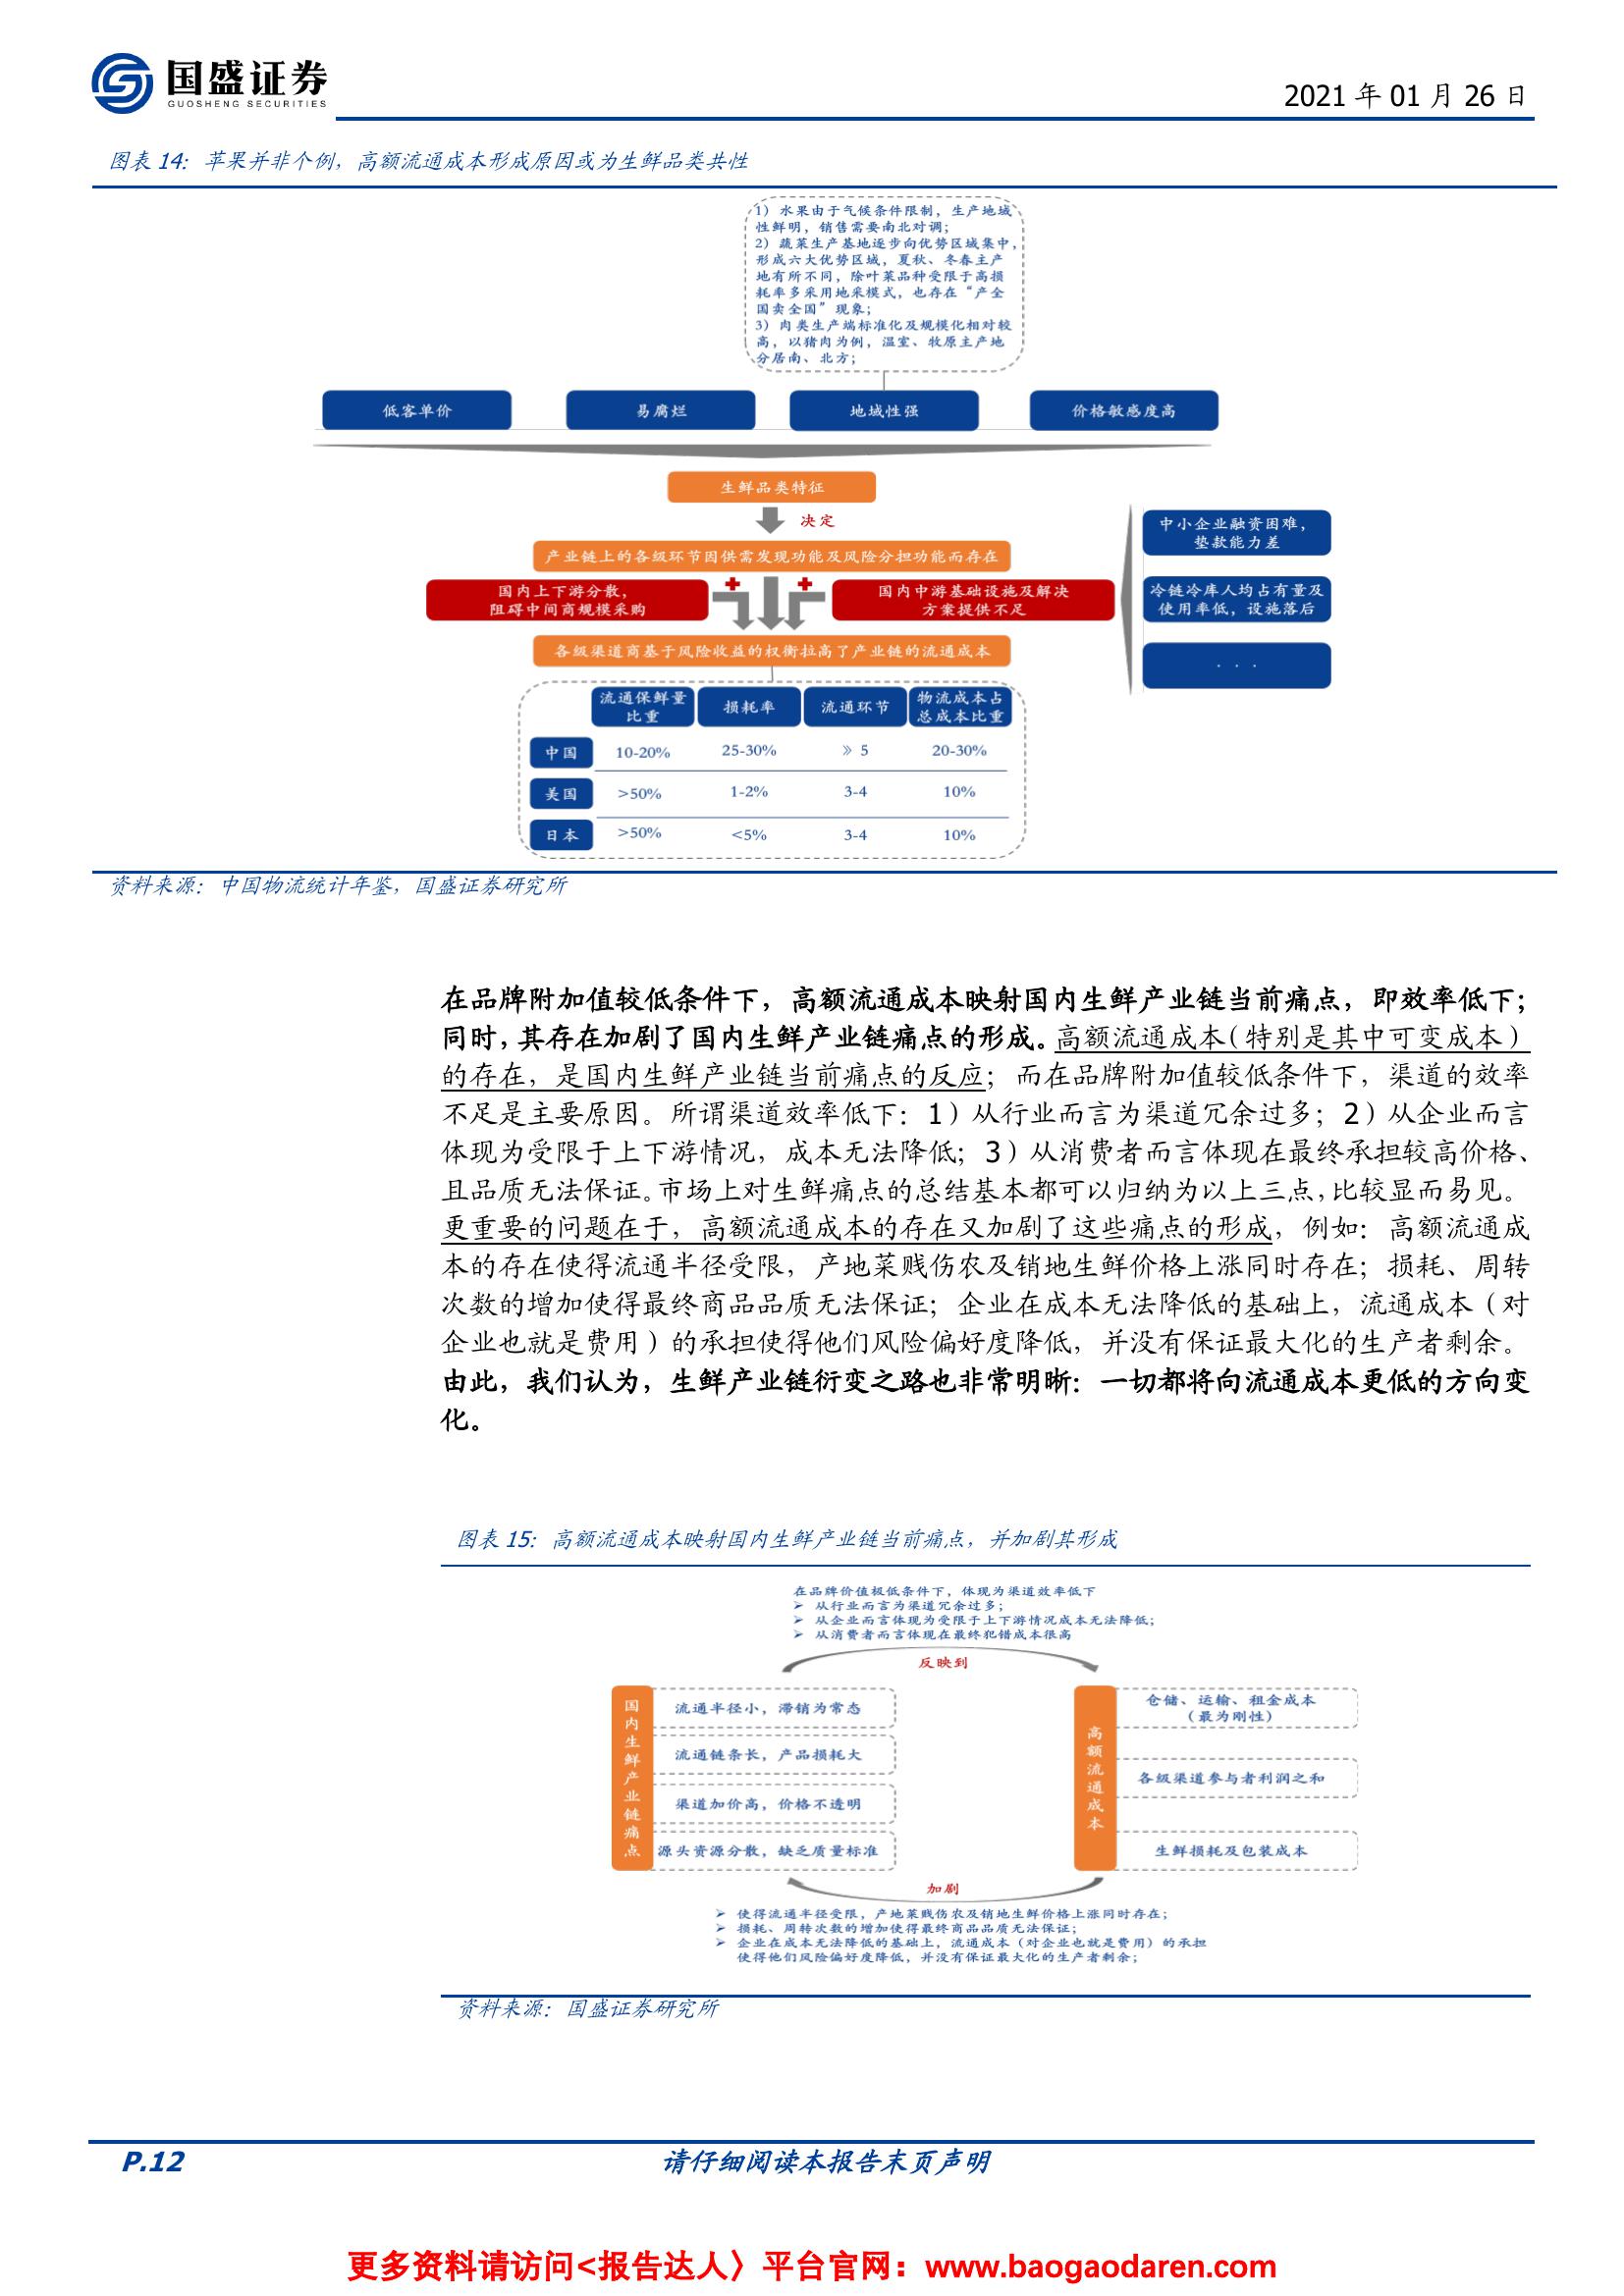 国盛证券
GUOSHENG SECURITIES
2021 年 01 月 26 日
图表 14：苹果并非个例，高额流通成本形成原因或为生鲜品类共性
1）水果由于气候条件限制，生产地域
性鲜明，销售需要南北对调；
2）蔬菜生产基地逐步向优势区域集中，
形成六大优势区域，夏秋、冬春主产
地有所不同，除叶菜品种受限于高损
耗率多采用地采模式，也存在“产全
国卖全国”现象；
3）肉类生产端标准化及规模化相对较
高，以猪肉为例，温室、牧原主产地
分居南、北方；
低客单价
易腐烂
地域性强
价格敏感度高
生鲜品类特征
决定
产业链上的各级环节因供需发现功能及风险分担功能而存在
国内上下游分散，
阻碍中间商规模采购
国内中游基础设施及解决
方案提供不足
中小企业融资困难，
垫款能力差
冷链冷库人均占有量及
使用率低，设施落后
. . .
各级渠道商基于风险收益的权衡拉高了产业链的流通成本
流通保鲜量
比重
损耗率
流通环节
物流成本占
总成本比重
中国 10-20% 25-30% 》5 20-30%
美国 >50% 1-2% 3-4 10%
日本 >50% <5% 3-4 10%
资料来源：中国物流统计年鉴，国盛证券研究所
在品牌附加值较低条件下，高额流通成本映射国内生鲜产业链当前痛点，即效率低下；
同时，其存在加剧了国内生鲜产业链痛点的形成。高额流通成本（特别是其中可变成本）
的存在，是国内生鲜产业链当前痛点的反应；而在品牌附加值较低条件下，渠道的效率
不足是主要原因。所谓渠道效率低下：1）从行业而言为渠道冗余过多；2）从企业而言
体现为受限于上下游情况，成本无法降低；3）从消费者而言体现在最终承担较高价格、
且品质无法保证。市场上对生鲜痛点的总结基本都可以归纳为以上三点，比较显而易见。
更重要的问题在于，高额流通成本的存在又加剧了这些痛点的形成，例如：高额流通成
本的存在使得流通半径受限，产地菜贱伤农及销地生鲜价格上涨同时存在；损耗、周转
次数的增加使得最终商品品质无法保证；企业在成本无法降低的基础上，流通成本（对
企业也就是费用）的承担使得他们风险偏好度降低，并没有保证最大化的生产者剩余。
由此，我们认为，生鲜产业链衍变之路也非常明晰：一切都将向流通成本更低的方向变
化。
图表 15：高额流通成本映射国内生鲜产业链当前痛点，并加剧其形成
在品牌价值极低条件下，体现为渠道效率低下
➢ 从行业而言为渠道冗余过多；
➢ 从企业而言体现为受限于上下游情况成本无法降低；
➢ 从消费者而言体现在最终犯错成本很高
反映到
国内生鲜产业链痛点
流通半径小，滞销为常态
流通链条长，产品损耗大
渠道加价高，价格不透明
源头资源分散，缺乏质量标准
高额流通成本
仓储、运输、租金成本
（最为刚性）
各级渠道参与者利润之和
生鲜损耗及包装成本
加剧
➢ 使得流通半径受限，产地菜贱伤农及销地生鲜价格上涨同时存在；
➢ 损耗、周转次数的增加使得最终商品品质无法保证；
➢ 企业在成本无法降低的基础上，流通成本（对企业也就是费用）的承担
使得他们风险偏好度降低，并没有保证最大化的生产者剩余；
资料来源：国盛证券研究所
P.12
请仔细阅读本报告末页声明
更多资料请访问<报告达人〉平台官网：www.baogaodaren.com